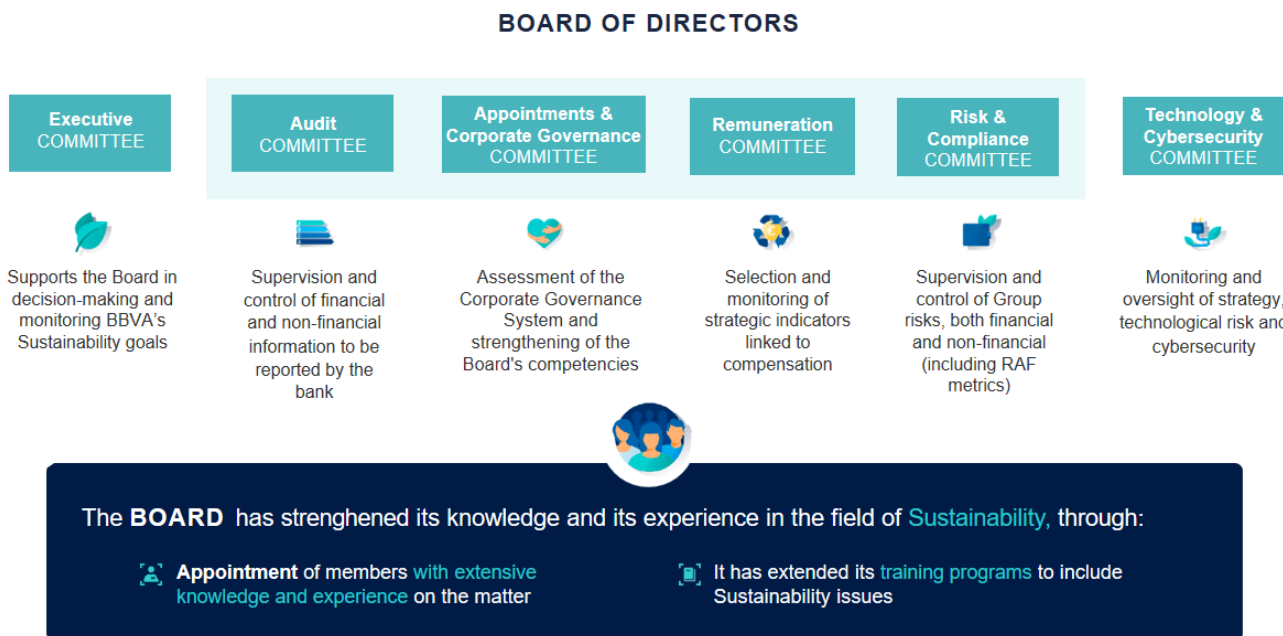 BOARD OF DIRECTORS
Executive
COMMITTEE
Audit
COMMITTEE
Appointments &
Corporate Governance
COMMITTEE
Remuneration
COMMITTEE
Risk &
Compliance
COMMITTEE
Technology &
Cybersecurity
COMMITTEE
Supports the Board in
decision-making and
monitoring BBVA's
Sustainability goals
Supervision and
control of financial
and non-financial
information to be
reported by the
bank
Assessment of the
Corporate Governance
System and
strengthening of the
Board's competencies
Selection and
monitoring of
strategic indicators
linked to
compensation
Supervision and
control of Group
risks, both financial
and non-financial
(including RAF
metrics)
Monitoring and
oversight of strategy,
technological risk and
cybersecurity
The BOARD has strenghened its knowledge and its experience in the field of Sustainability, through:
Appointment of members with extensive
knowledge and experience on the matter
It has extended its training programs to include
Sustainability issues